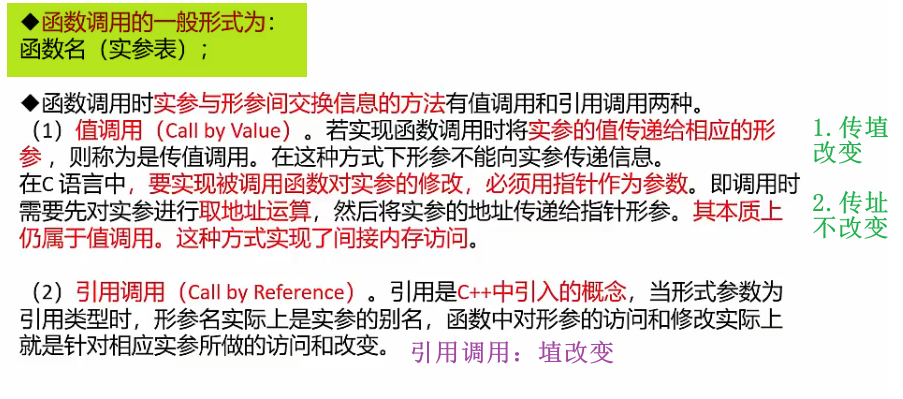 ◆函数调用的一般形式为：
函数名（实参表）；
◆函数调用时实参与形参间交换信息的方法有值调用和引用调用两种。
（1）值调用（Call by Value）。若实现函数调用时将实参的值传递给相应的形
参，则称为是传值调用。在这种方式下形参不能向实参传递信息。
在C 语言中，要实现被调用函数对实参的修改，必须用指针作为参数。即调用时
需要先对实参进行取地址运算，然后将实参的地址传递给指针形参。其本质上
仍属于值调用。这种方式实现了间接内存访问。
1.传埴
改变
2.传址
不改变
（2）引用调用（Call by Reference）。引用是C++中引入的概念，当形式参数为
引用类型时，形参名实际上是实参的别名，函数中对形参的访问和修改实际上
就是针对相应实参所做的访问和改变。
引用调用：埴改变